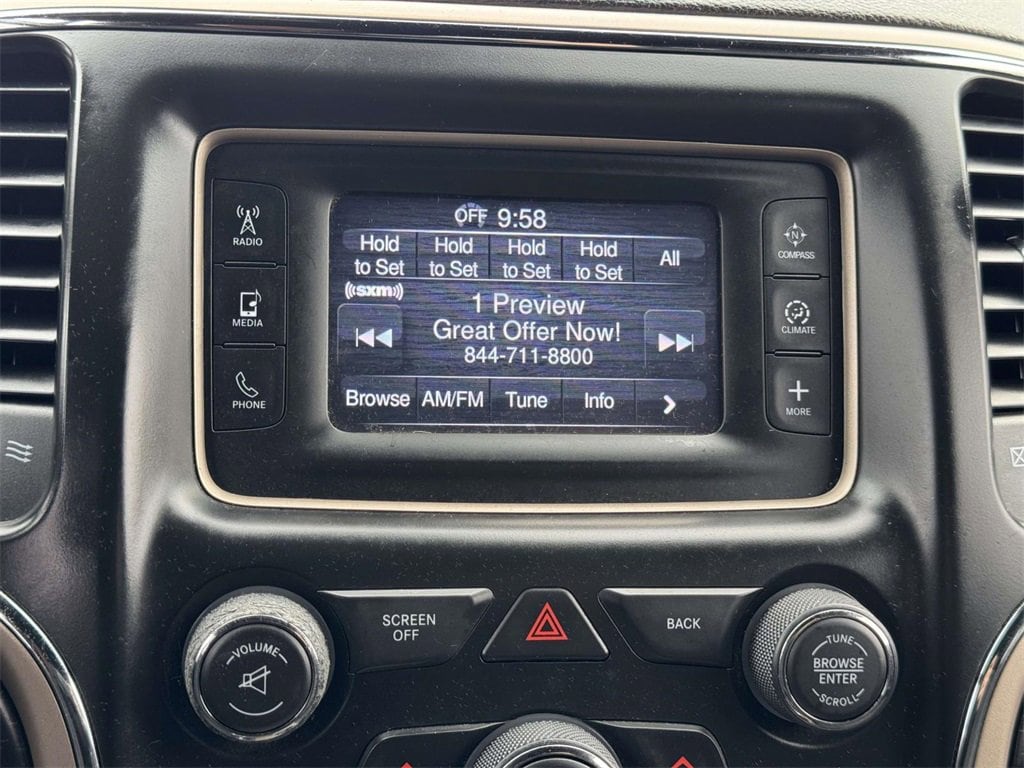 OFF 9:58
Hold to Set
Hold to Set
Hold to Set
Hold to Set
All
((sxm))
1 Preview
Great Offer Now!
844-711-8800
Browse
AM/FM
Tune
Info
RADIO
MEDIA
PHONE
N
COMPASS
CLIMATE
MORE
VOLUME
SCREEN
OFF
BACK
TUNE
BROWSE
ENTER
SCROLL